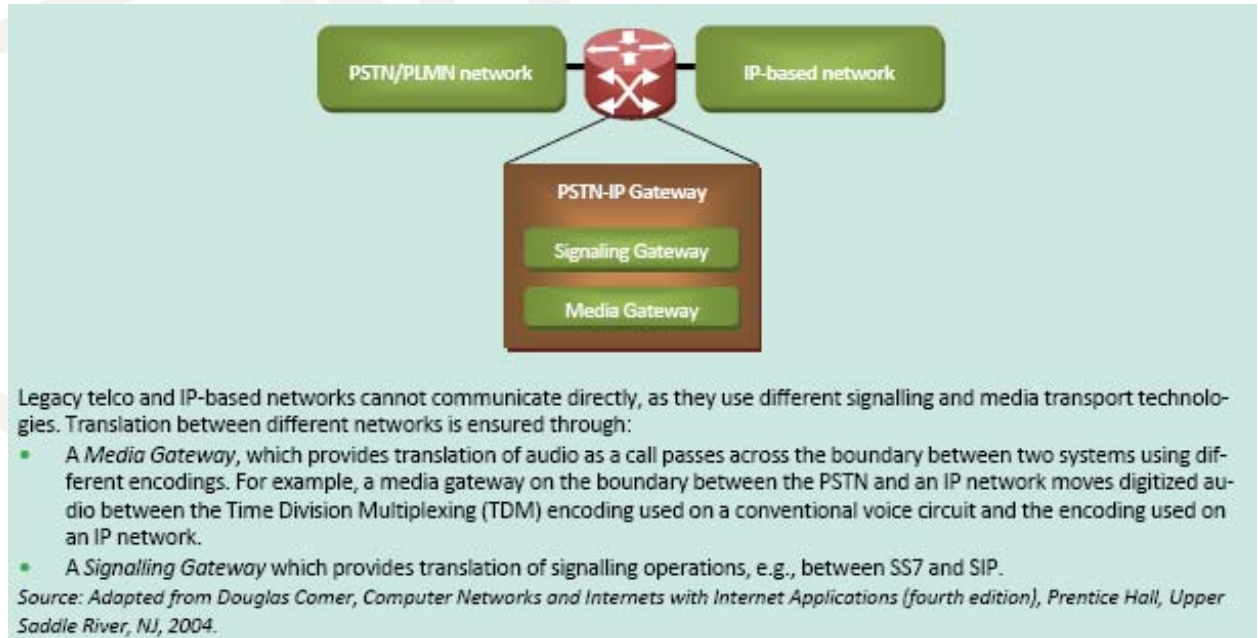 PSTN/PLMN network
IP-based network
PSTN-IP Gateway
Signaling Gateway
Media Gateway
Legacy telco and IP-based networks cannot communicate directly, as they use different signalling and media transport technolo-
gies. Translation between different networks is ensured through:
• A Media Gateway, which provides translation of audio as a call passes across the boundary between two systems using dif-
ferent encodings. For example, a media gateway on the boundary between the PSTN and an IP network moves digitized au-
dio between the Time Division Multiplexing (TDM) encoding used on a conventional voice circuit and the encoding used on
an IP network.
• A Signalling Gateway which provides translation of signalling operations, e.g., between SS7 and SIP.
Source: Adapted from Douglas Comer, Computer Networks and Internets with Internet Applications (fourth edition), Prentice Hall, Upper
Saddle River, NJ, 2004.